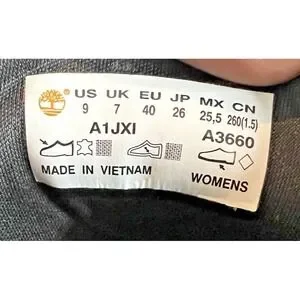 US UK EU JP MX CN
9 7 40 26 25,5 260(1.5)
A1JXI A3660
MADE IN VIETNAM WOMENS